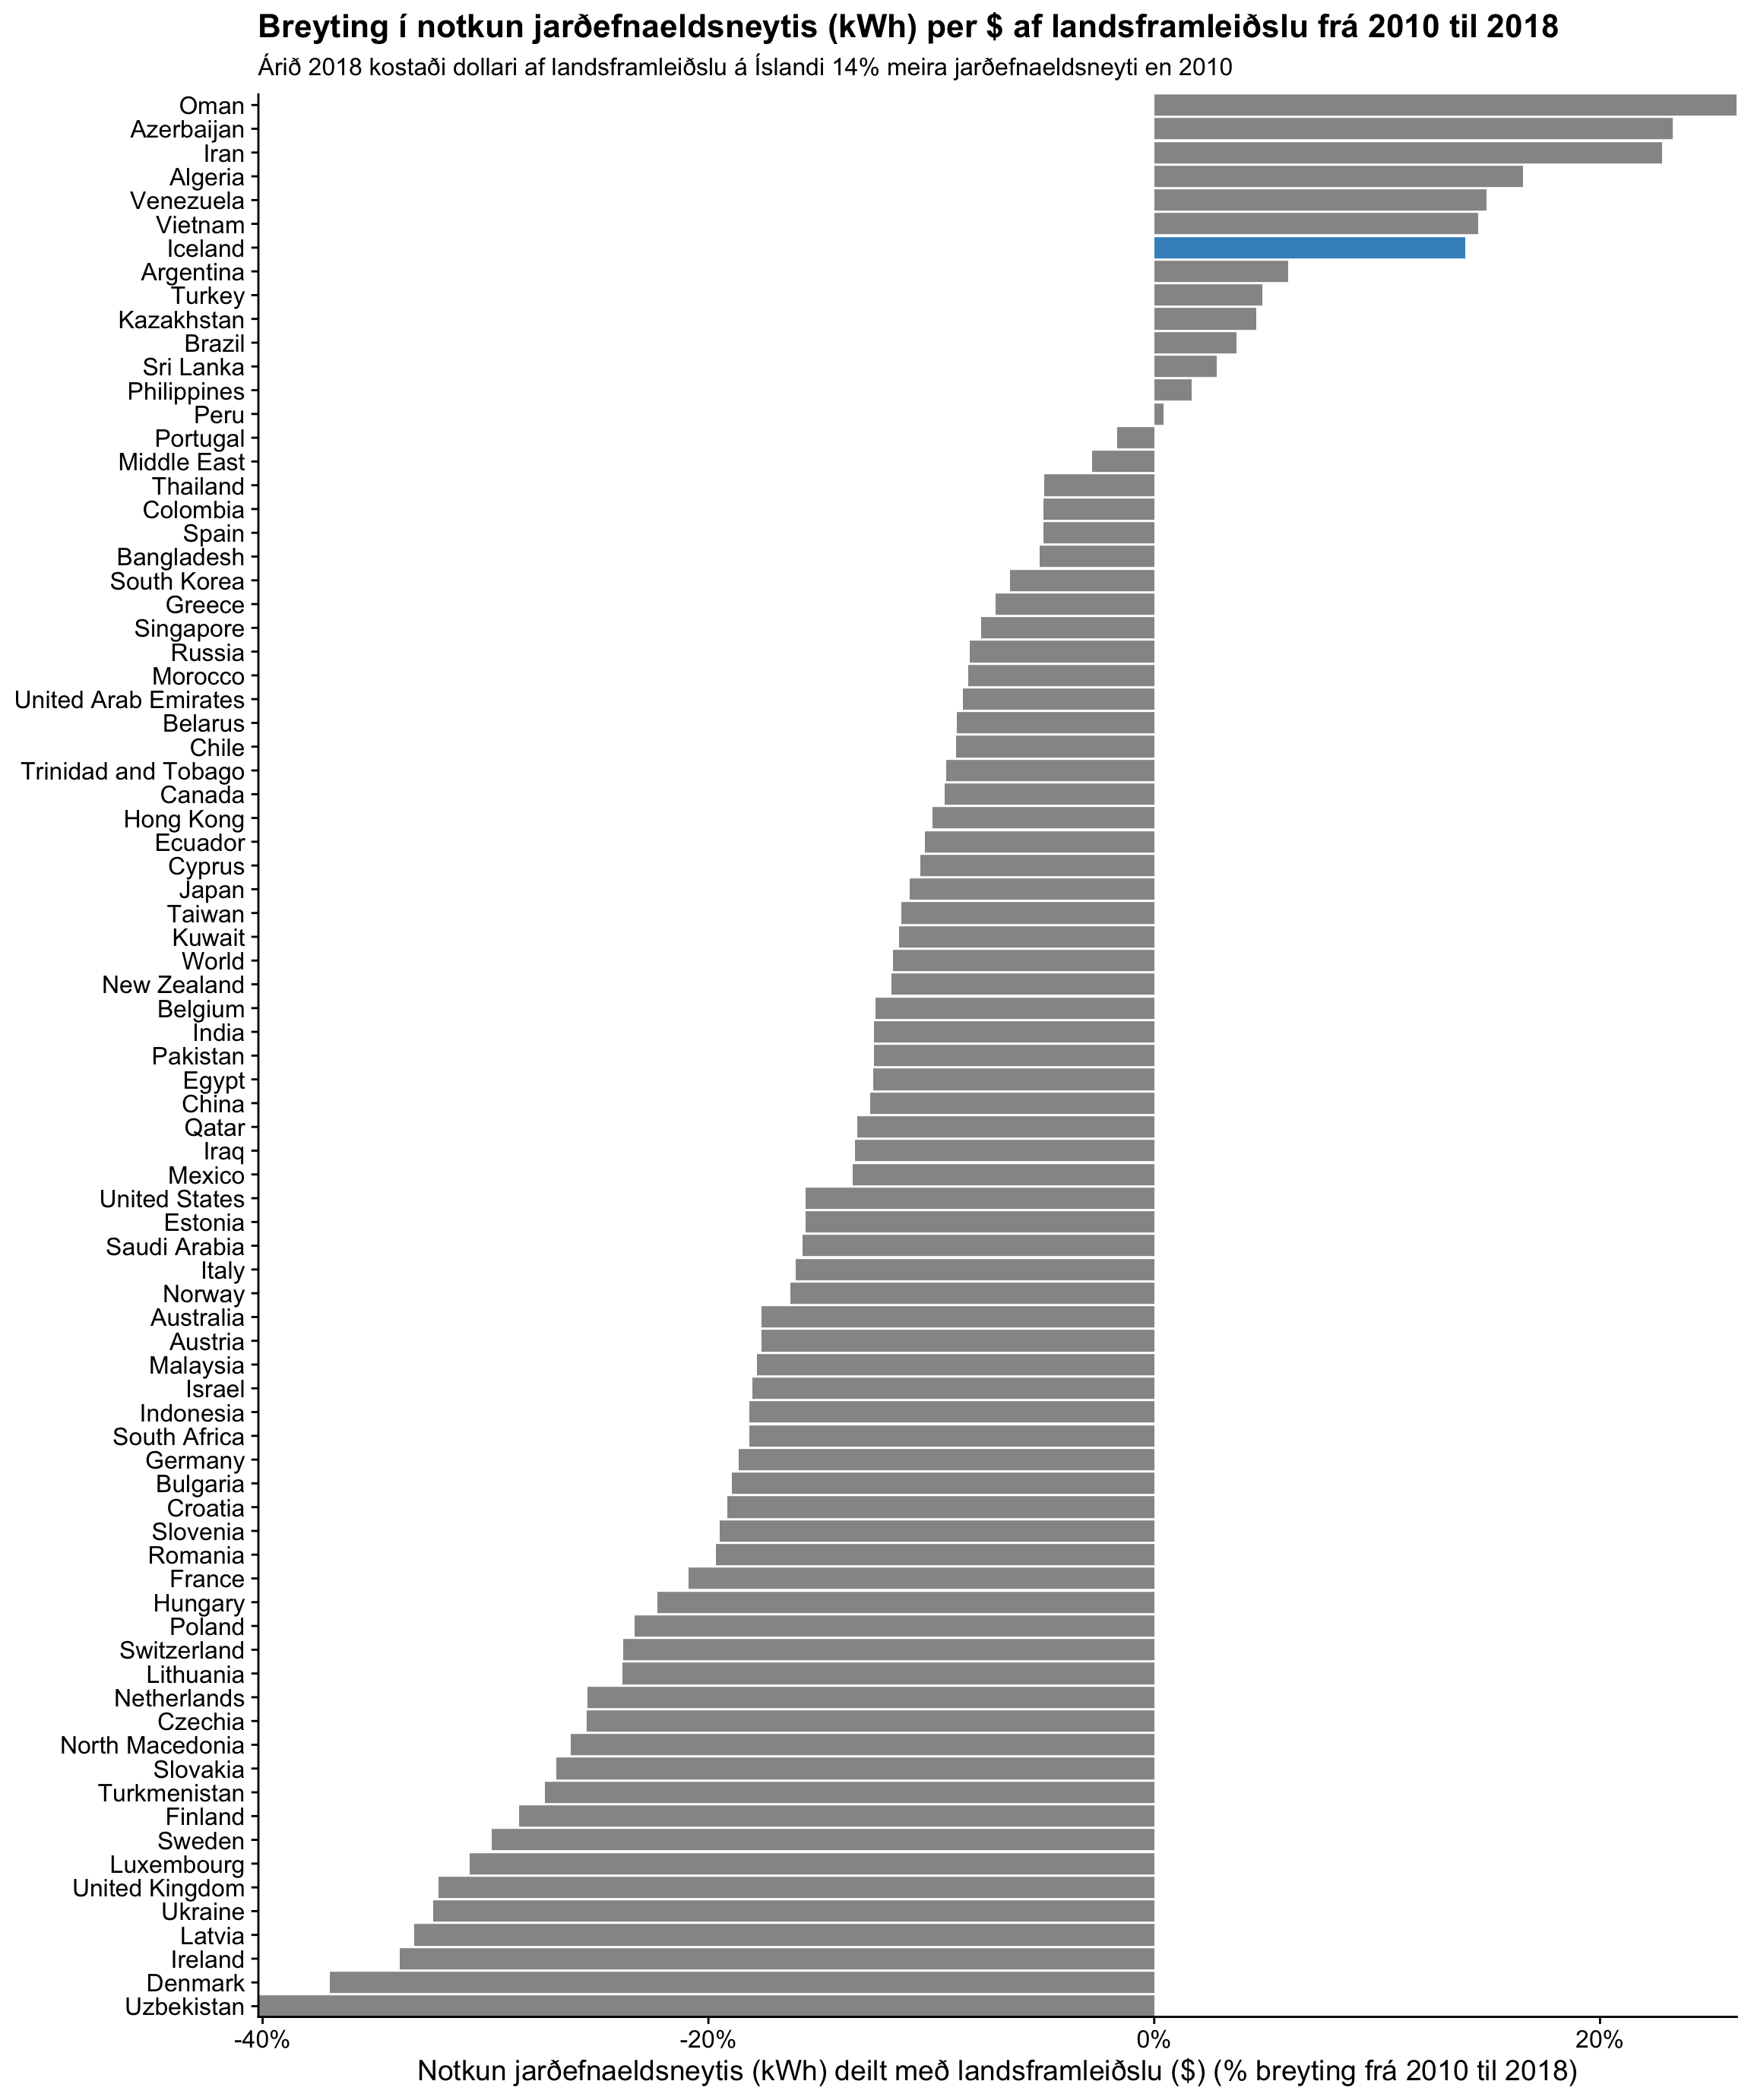 Breyting í notkun jarðefnaeldsneytis (kWh) per $ af landsframleiðslu frá 2010 til 2018
Árið 2018 kostaði dollari af landsframleiðslu á Íslandi 14% meira jarðefnaeldsneyti en 2010
Oman
Azerbaijan
Iran
Algeria
Venezuela
Vietnam
Iceland
Argentina
Turkey
Kazakhstan
Brazil
Sri Lanka
Philippines
Peru
Portugal
Middle East
Thailand
Colombia
Spain
Bangladesh
South Korea
Greece
Singapore
Russia
Morocco
United Arab Emirates
Belarus
Chile
Trinidad and Tobago
Canada
Hong Kong
Ecuador
Cyprus
Japan
Taiwan
Kuwait
World
New Zealand
Belgium
India
Pakistan
Egypt
China
Qatar
Iraq
Mexico
United States
Estonia
Saudi Arabia
Italy
Norway
Australia
Austria
Malaysia
Israel
Indonesia
South Africa
Germany
Bulgaria
Croatia
Slovenia
Romania
France
Hungary
Poland
Switzerland
Lithuania
Netherlands
Czechia
North Macedonia
Slovakia
Turkmenistan
Finland
Sweden
Luxembourg
United Kingdom
Ukraine
Latvia
Ireland
Denmark
Uzbekistan
-40% -20% 0% 20%
Notkun jarðefnaeldsneytis (kWh) deilt með landsframleiðslu ($) (% breyting frá 2010 til 2018)